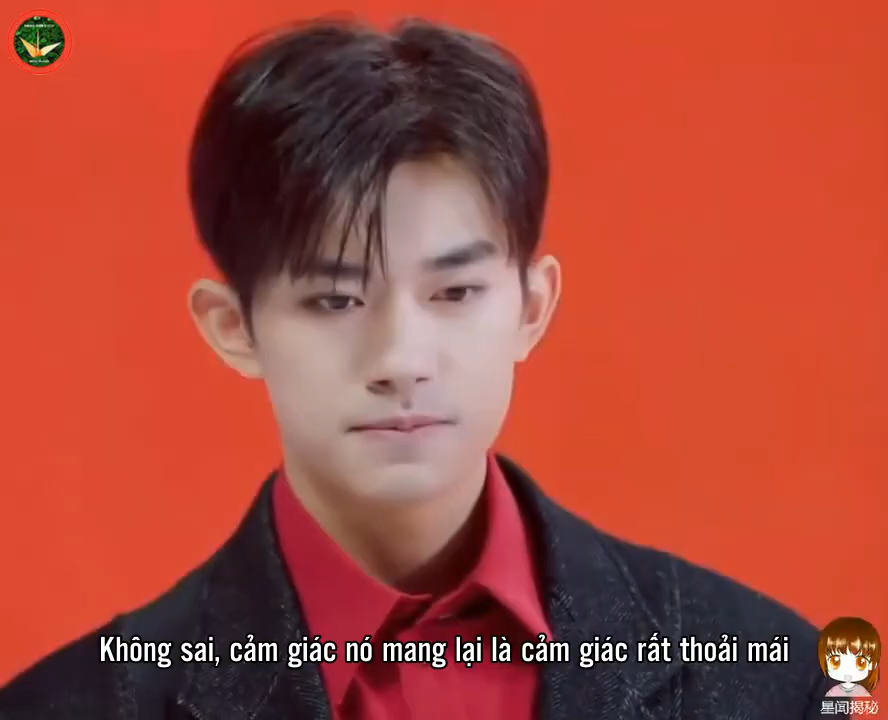 Không sai, cảm giác nó mang lại là cảm giác rất thoải mái
星闻揭秘